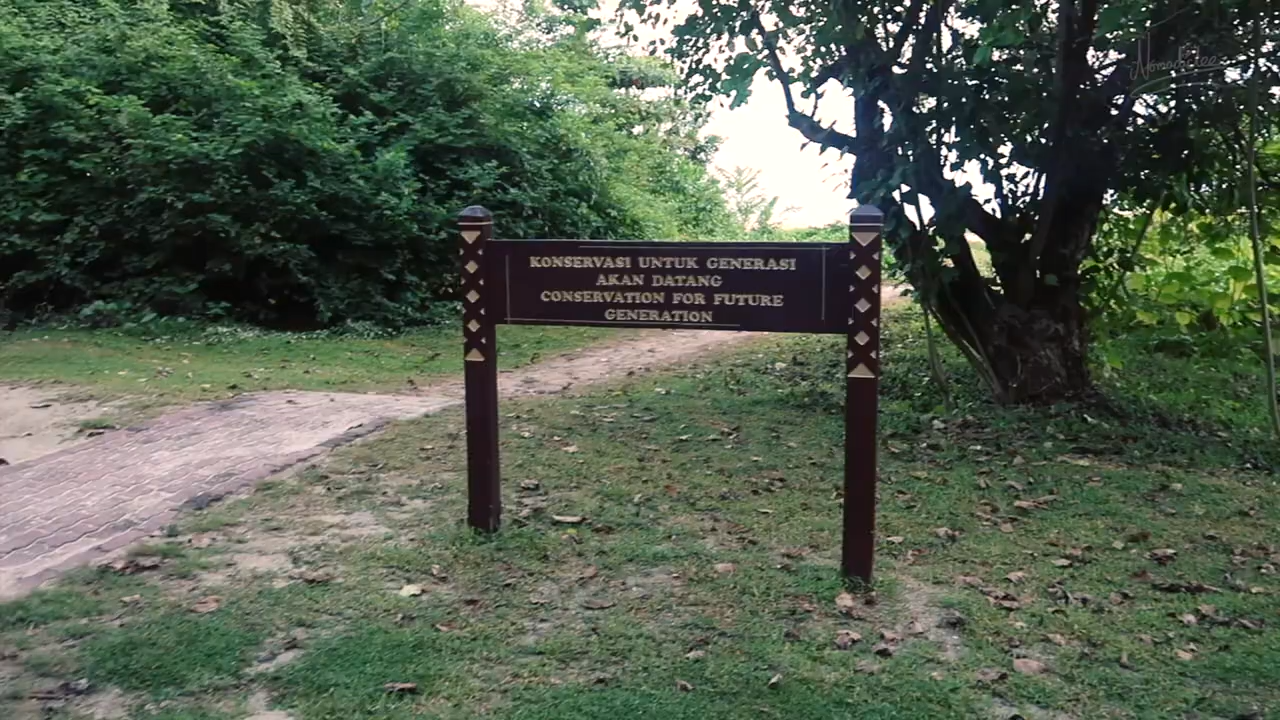 KONSERVASI UNTUK GENERASI
AKAN DATANG
CONSERVATION FOR FUTURE
GENERATION